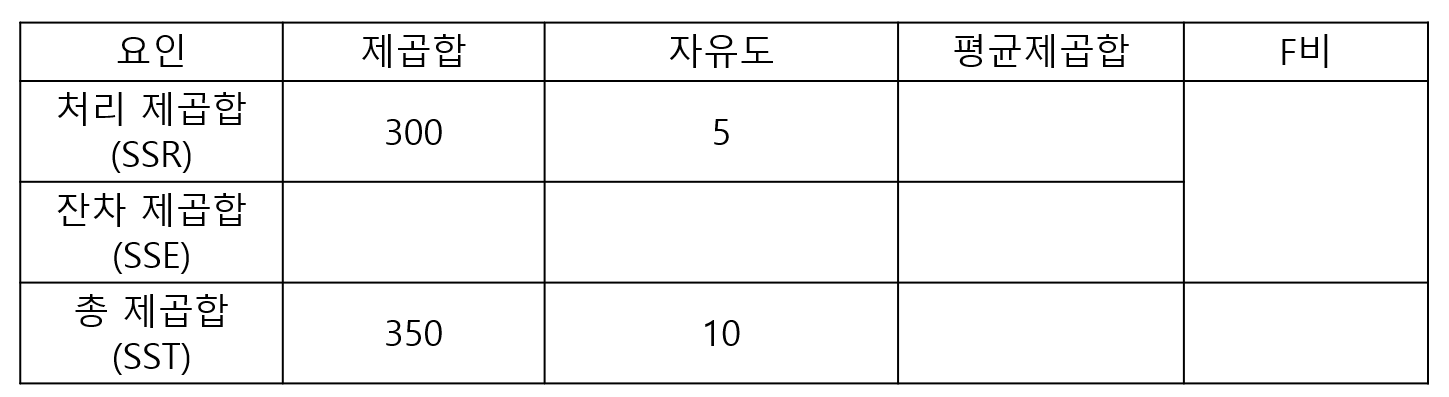 요인 제곱합 자유도 평균제곱합 F비
처리 제곱합
(SSR) 300 5
잔차 제곱합
(SSE)
총 제곱합
(SST) 350 10